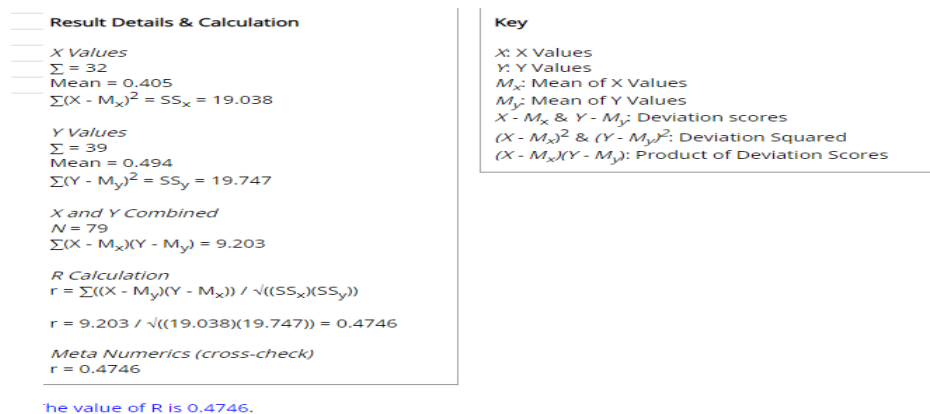 Result Details & Calculation
X Values
∑ = 32
Mean = 0.405
∑(X - Mx)² = SSx = 19.038
Y Values
∑ = 39
Mean = 0.494
∑(Y - My)² = SSy = 19.747
X and Y Combined
N = 79
∑(X - Mx)(Y - My) = 9.203
R Calculation
r = ∑((X - My)(Y - Mx)) / √((SSx)(SSy))
r = 9.203 / √((19.038)(19.747)) = 0.4746
Meta Numerics (cross-check)
r = 0.4746
he value of R is 0.4746.
Key
X: X Values
Y: Y Values
Mx: Mean of X Values
My: Mean of Y Values
X - Mx & Y - My: Deviation scores
(X - Mx)² & (Y - My)²: Deviation Squared
(X - Mx)(Y - My): Product of Deviation Scores